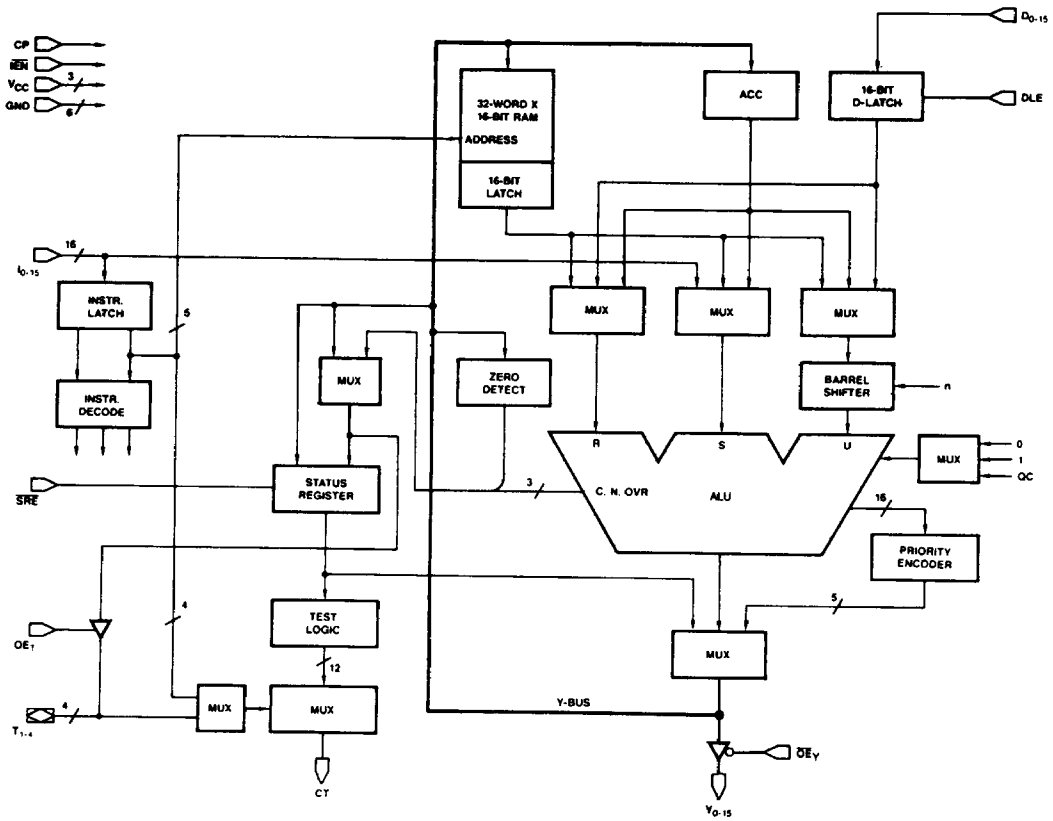 CP
IEN
VCC
3
GND
6
D0-15
32-WORD X
16-BIT RAM
ADDRESS
16-BIT
LATCH
ACC
16-BIT
D-LATCH
DLE
16
I0-15
INSTR.
LATCH
5
INSTR.
DECODE
MUX
MUX
MUX
MUX
ZERO
DETECT
BARREL
SHIFTER
n
R
S
U
MUX
0
1
QC
SRE
STATUS
REGISTER
3
C. N. OVR
ALU
16
PRIORITY
ENCODER
5
4
TEST
LOGIC
OET
12
MUX
4
T1-4
MUX
MUX
Y-BUS
OEY
CT
Y0-15